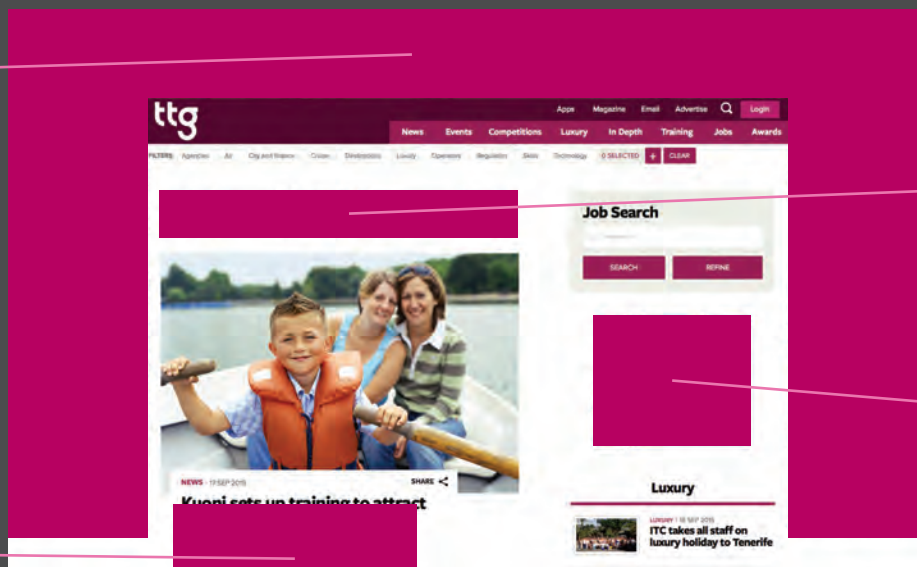 ttg
Apps Magazine Email Advertise Login
News Events Competitions Luxury In Depth Training Jobs Awards
FILTERS: Agencies Air City and finance Cruise Destinations Luxury Operators Regulation Skills Technology 0 SELECTED + CLEAR
Job Search
SEARCH REFINE
NEWS - 17 SEP 2015 SHARE
Kuoni sets up training to attract
Luxury
LUXURY | 15 SEP 2015
ITC takes all staff on
luxury holiday to Tenerife